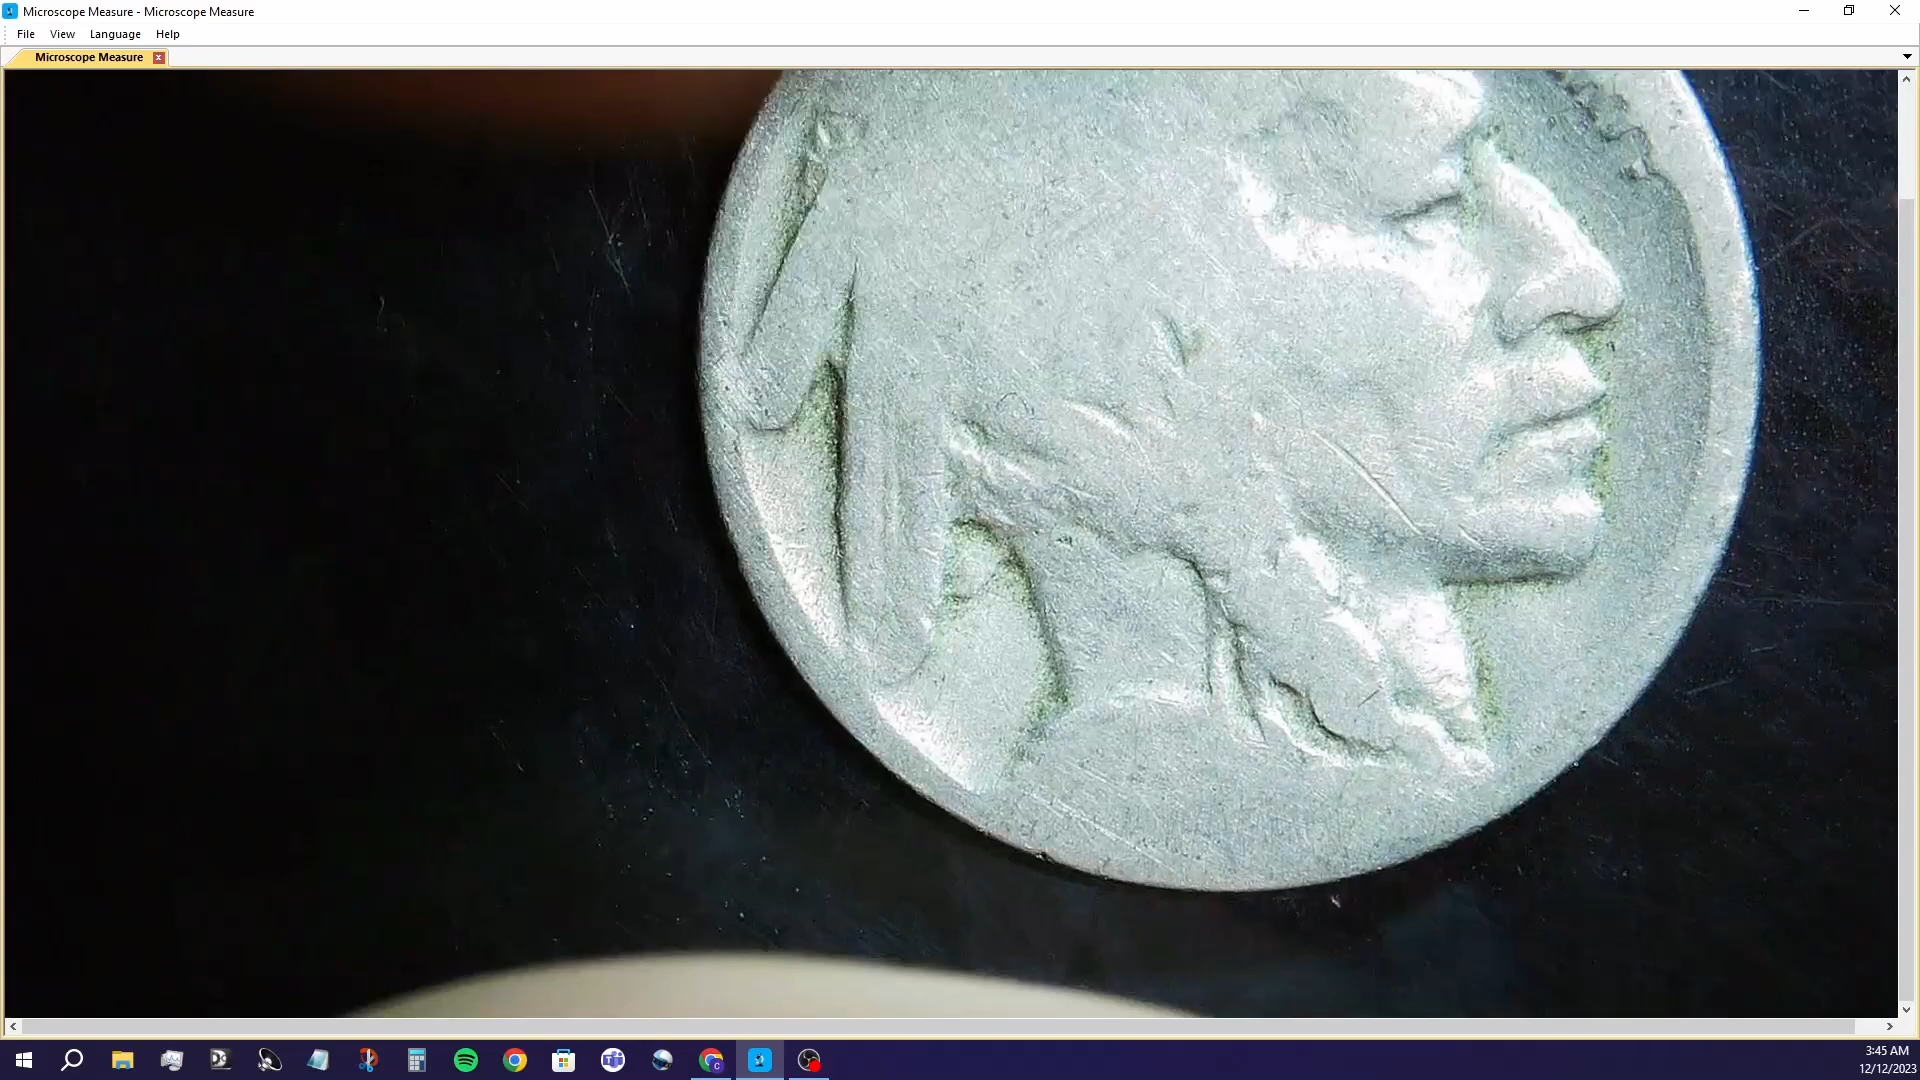 Microscope Measure - Microscope Measure
File View Language Help
Microscope Measure
3:45 AM
12/12/2023